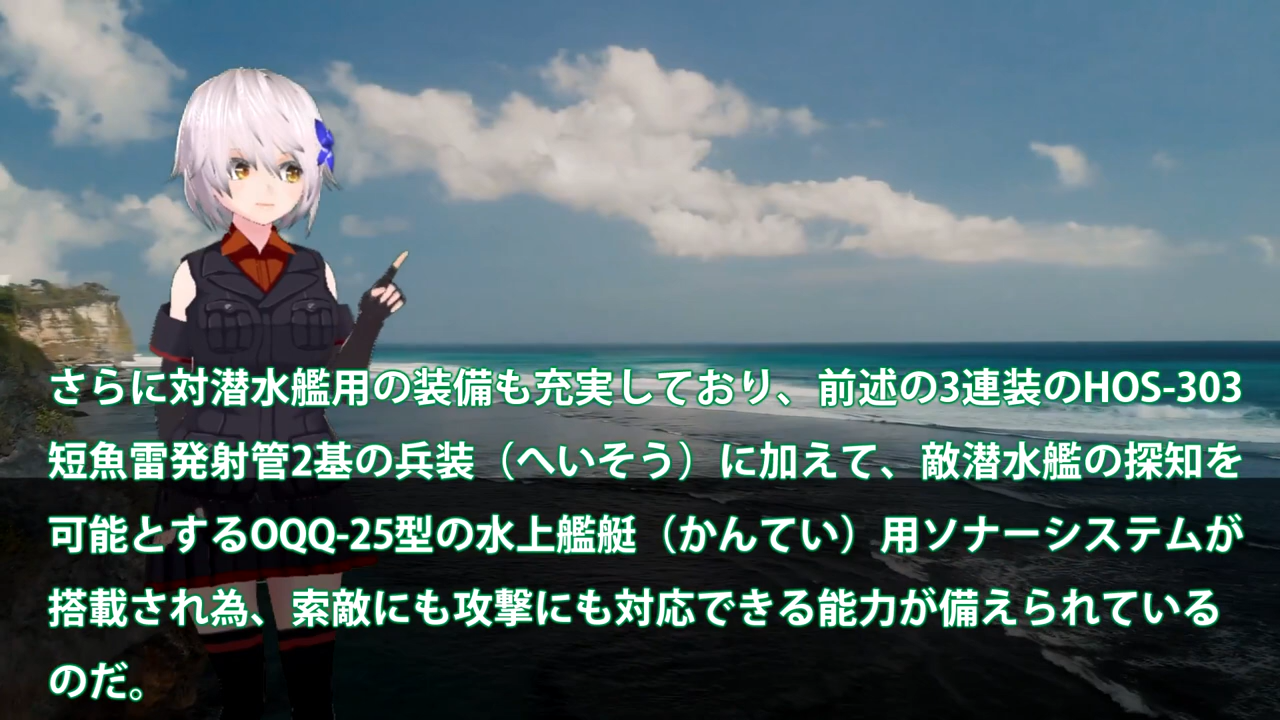 さらに対潜水艦用の装備も充実しており、前述の3連装のHOS-303
短魚雷発射管2基の兵装（へいそう）に加えて、敵潜水艦の探知を
可能とするOQQ-25型の水上艦艇（かんてい）用ソナーシステムが
搭載され為、索敵にも攻撃にも対応できる能力が備えられている
のだ。